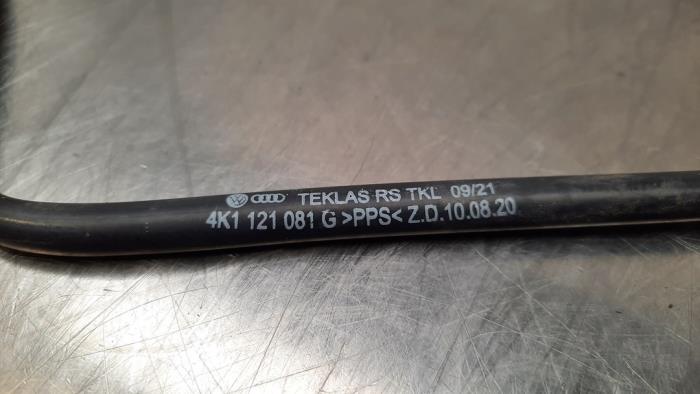 TEKLAS RS TKL 09/21
4K1 121 081 G >PPS< Z.D.10.08.20